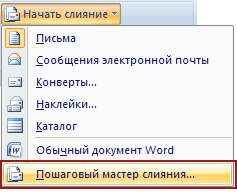 Начать слияние
Письма
Сообщения электронной почты
Конверты...
Наклейки...
Каталог
Обычный документ Word
Пошаговый мастер слияния...